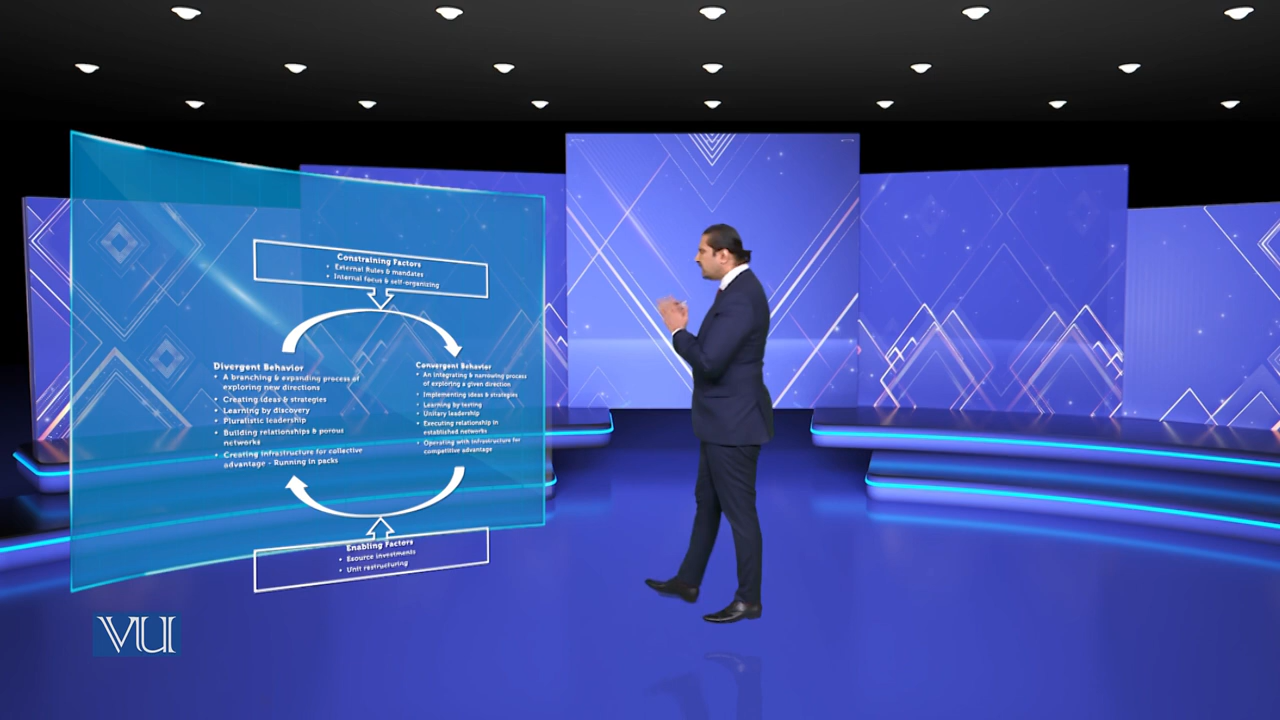 Constraining Factors
• External Rules & mandates
• Internal focus & self-organizing
Divergent Behavior
• A branching & expanding process of
exploring new directions
• Creating ideas & strategies
• Learning by discovery
• Pluralistic leadership
• Building relationships & porous
networks
• Creating infrastructure for collective
advantage - Running in packs
Convergent Behavior
• An integrating & narrowing process
of exploring a given direction
• Implementing ideas & strategies
• Learning by testing
• Unitary leadership
• Executing relationship in
established networks
• Operating with infrastructure for
competitive advantage
Enabling Factors
• Esource investments
• Unit restructuring
VU